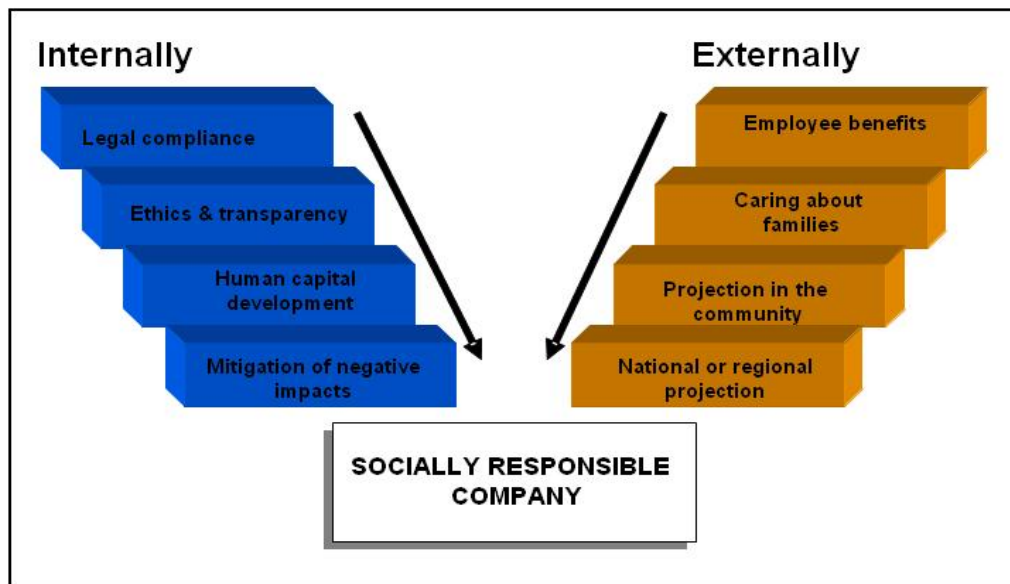 Internally
Legal compliance
Ethics & transparency
Human capital
development
Mitigation of negative
impacts
Externally
Employee benefits
Caring about
families
Projection in the
community
National or regional
projection
SOCIALLY RESPONSIBLE
COMPANY